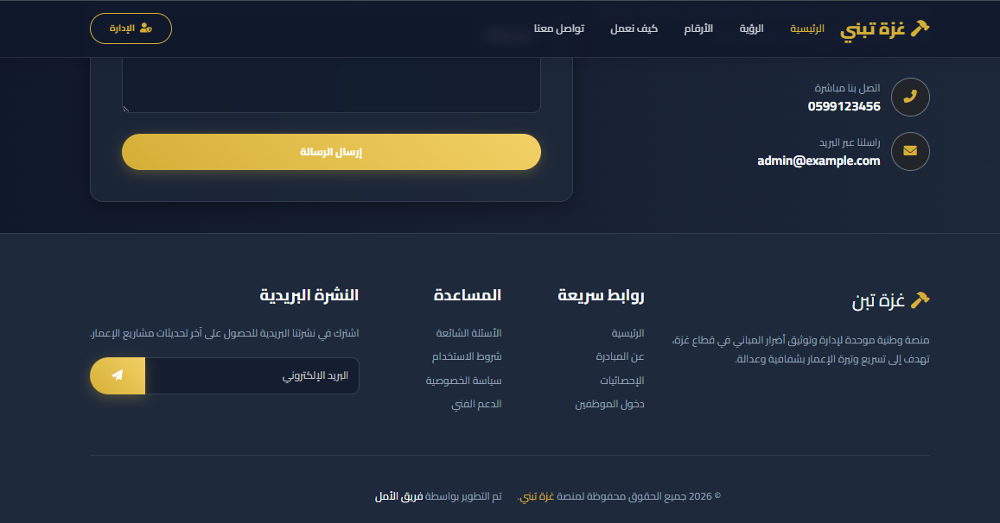 غزة تبني
الرئيسية
الرؤية
الأرقام
كيف نعمل
تواصل معنا
الإدارة
اتصل بنا مباشرة
0599123456
راسلنا عبر البريد
admin@example.com
إرسال الرسالة
غزة تبن
منصة وطنية موحدة لإدارة وتوثيق أضرار المباني في قطاع غزة،
تهدف إلى تسريع وتيرة الإعمار بشفافية وعدالة.
روابط سريعة
الرئيسية
عن المبادرة
الإحصائيات
دخول الموظفين
المساعدة
الأسئلة الشائعة
شروط الاستخدام
سياسة الخصوصية
الدعم الفني
النشرة البريدية
اشترك في نشرتنا البريدية للحصول على آخر تحديثات مشاريع الإعمار.
البريد الإلكتروني
© 2026 جميع الحقوق محفوظة لمنصة غزة تبني. تم التطوير بواسطة فريق الأمل